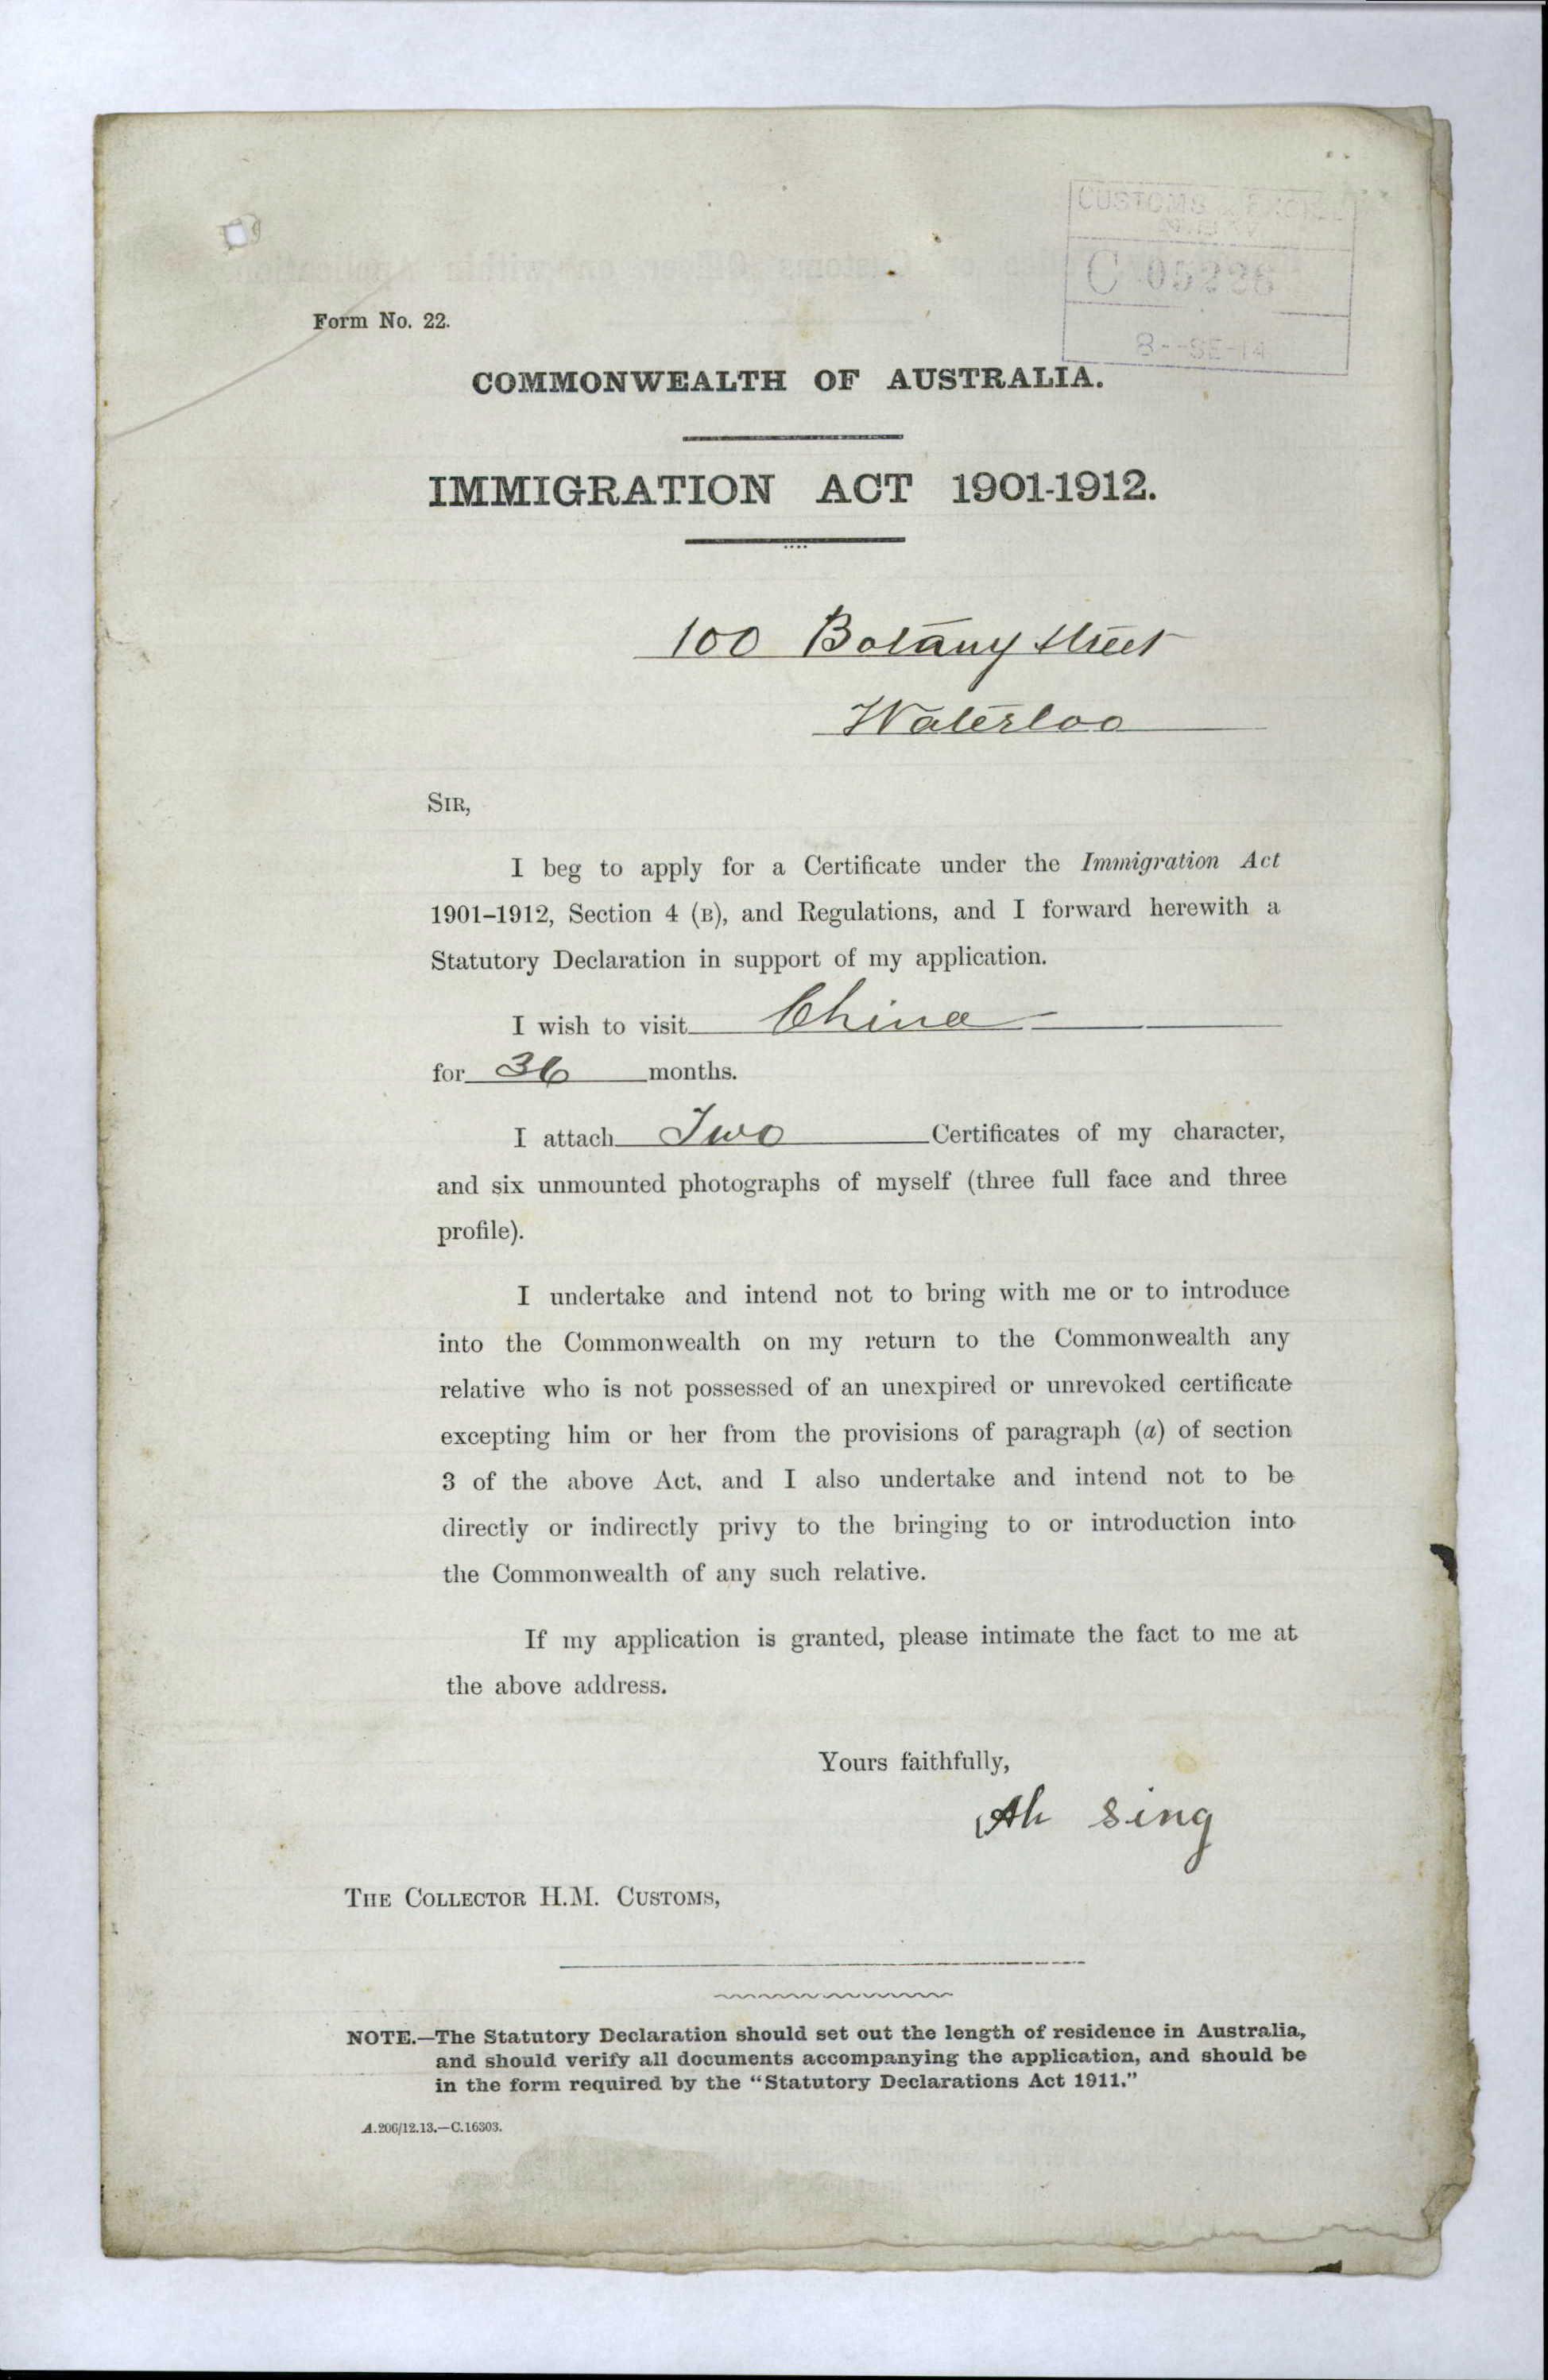 CUSTOMS & EXCISE
C 05
8--SE-14
Form No. 22.
COMMONWEALTH OF AUSTRALIA.
IMMIGRATION ACT 1901-1912.
100 Botany Street
Waterloo
SIR,
I beg to apply for a Certificate under the Immigration Act
1901–1912, Section 4 (B), and Regulations, and I forward herewith a
Statutory Declaration in support of my application.
I wish to visit China
for 36 months.
I attach Two Certificates of my character,
and six unmounted photographs of myself (three full face and three
profile).
I undertake and intend not to bring with me or to introduce
into the Commonwealth on my return to the Commonwealth any
relative who is not possessed of an unexpired or unrevoked certificate
excepting him or her from the provisions of paragraph (a) of section
3 of the above Act, and I also undertake and intend not to be
directly or indirectly privy to the bringing to or introduction into
the Commonwealth of any such relative.
If my application is granted, please intimate the fact to me at
the above address.
Yours faithfully,
Ah Sing
THE COLLECTOR H.M. CUSTOMS,
NOTE.—The Statutory Declaration should set out the length of residence in Australia,
and should verify all documents accompanying the application, and should be
in the form required by the “Statutory Declarations Act 1911.”
A.206/12.13.—C.16303.